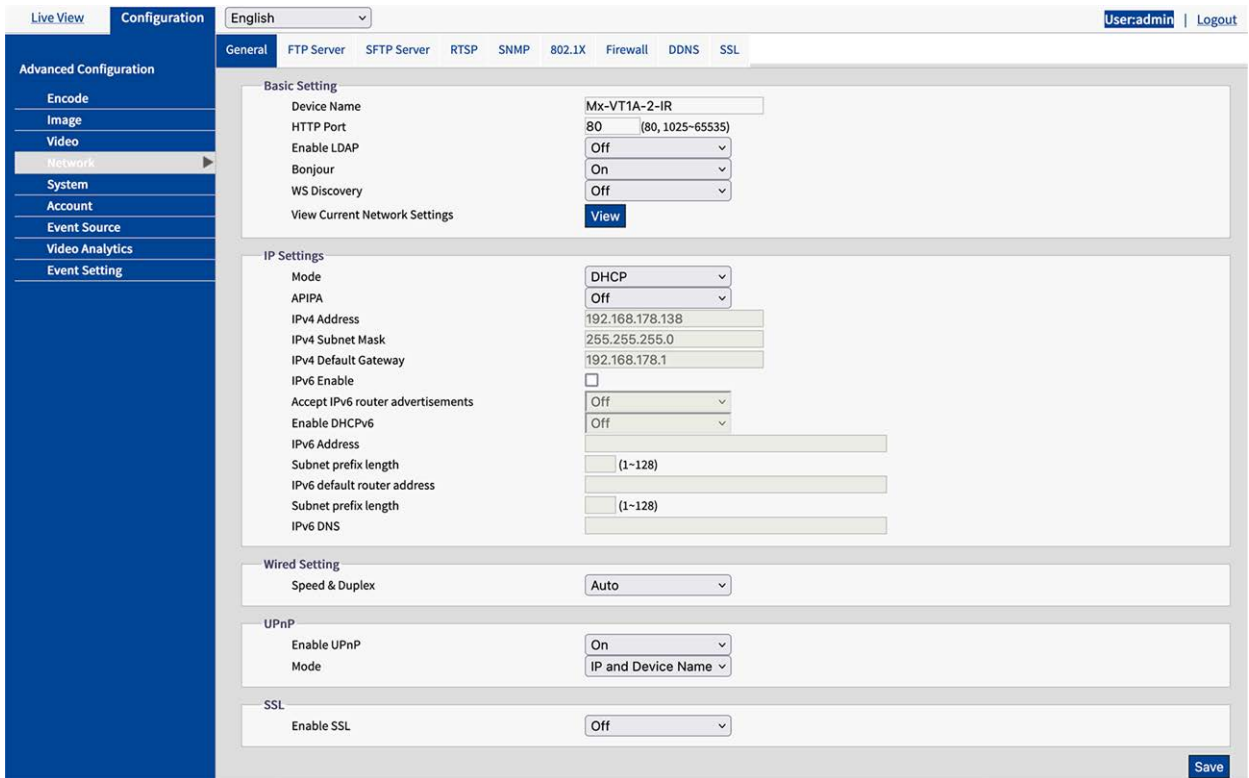 Live View Configuration English User:admin | Logout
General FTP Server SFTP Server RTSP SNMP 802.1X Firewall DDNS SSL
Advanced Configuration
Encode
Image
Video
Network
System
Account
Event Source
Video Analytics
Event Setting
Basic Setting
Device Name Mx-VT1A-2-IR
HTTP Port 80 (80, 1025~65535)
Enable LDAP Off
Bonjour On
WS Discovery Off
View Current Network Settings View
IP Settings
Mode DHCP
APIPA Off
IPv4 Address 192.168.178.138
IPv4 Subnet Mask 255.255.255.0
IPv4 Default Gateway 192.168.178.1
IPv6 Enable
Accept IPv6 router advertisements Off
Enable DHCPv6 Off
IPv6 Address
Subnet prefix length (1~128)
IPv6 default router address
Subnet prefix length (1~128)
IPv6 DNS
Wired Setting
Speed & Duplex Auto
UPnP
Enable UPnP On
Mode IP and Device Name
SSL
Enable SSL Off
Save